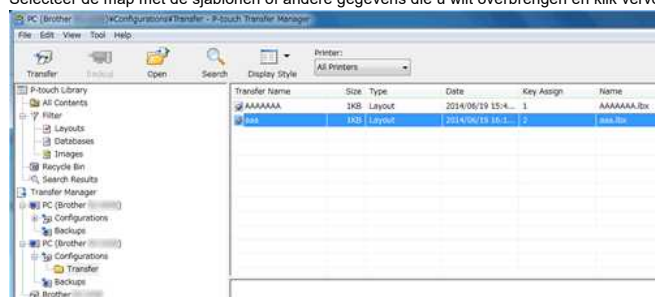 Selecteer de map met de sjablonen of andere gegevens die u wilt overbrengen en klik
PC (Brother )¥Configurations¥Transfer - P-touch Transfer Manager
File Edit View Tool Help
Transfer Backup Open Search Display Style Printer:
All Printers
P-touch Library
All Contents
Filter
Layouts
Databases
Images
Recycle Bin
Search Results
Transfer Manager
PC (Brother )
Configurations
Backups
PC (Brother )
Configurations
Transfer
Backups
Brother
Transfer Name Size Type Date Key Assign Name
AAAAAAA 1KB Layout 2014/06/19 15:4... 1 AAAAAAA.lbx
aaa 1KB Layout 2014/06/19 16:1... 2 aaa.lbx